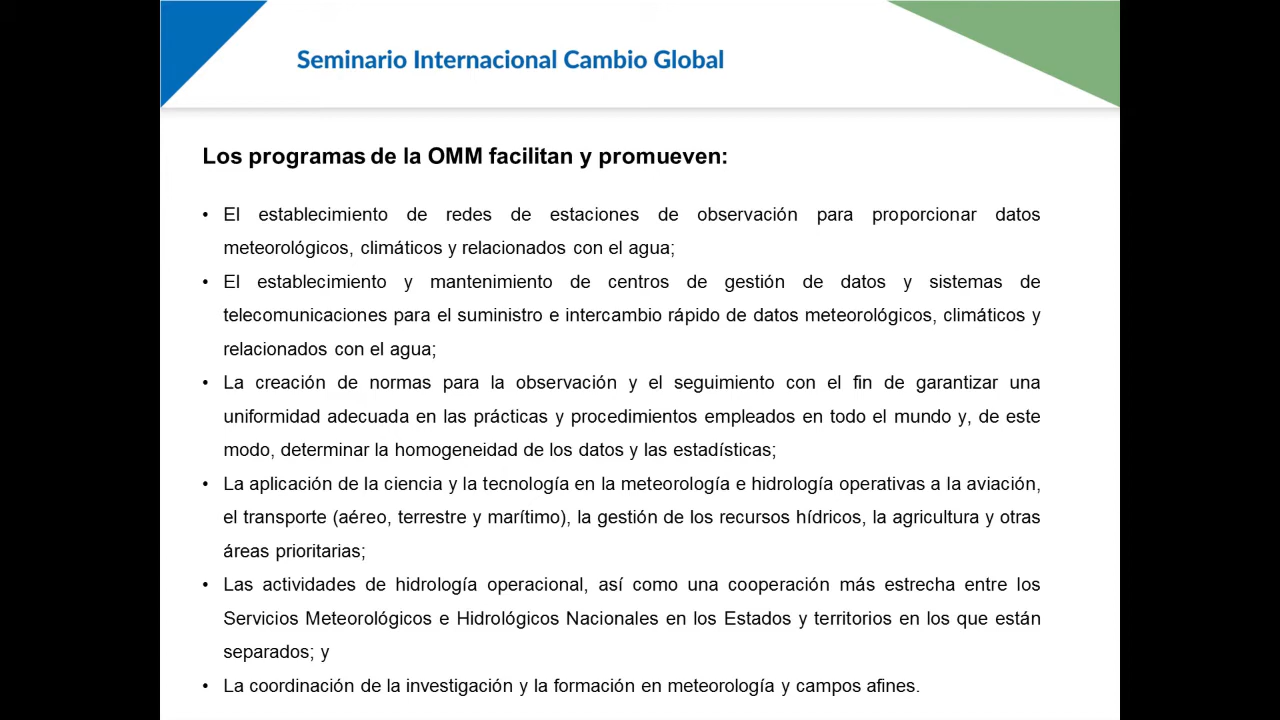 Seminario Internacional Cambio Global
Los programas de la OMM facilitan y promueven:
• El establecimiento de redes de estaciones de observación para proporcionar datos
meteorológicos, climáticos y relacionados con el agua;
• El establecimiento y mantenimiento de centros de gestión de datos y sistemas de
telecomunicaciones para el suministro e intercambio rápido de datos meteorológicos, climáticos y
relacionados con el agua;
• La creación de normas para la observación y el seguimiento con el fin de garantizar una
uniformidad adecuada en las prácticas y procedimientos empleados en todo el mundo y, de este
modo, determinar la homogeneidad de los datos y las estadísticas;
• La aplicación de la ciencia y la tecnología en la meteorología e hidrología operativas a la aviación,
el transporte (aéreo, terrestre y marítimo), la gestión de los recursos hídricos, la agricultura y otras
áreas prioritarias;
• Las actividades de hidrología operacional, así como una cooperación más estrecha entre los
Servicios Meteorológicos e Hidrológicos Nacionales en los Estados y territorios en los que están
separados; y
• La coordinación de la investigación y la formación en meteorología y campos afines.